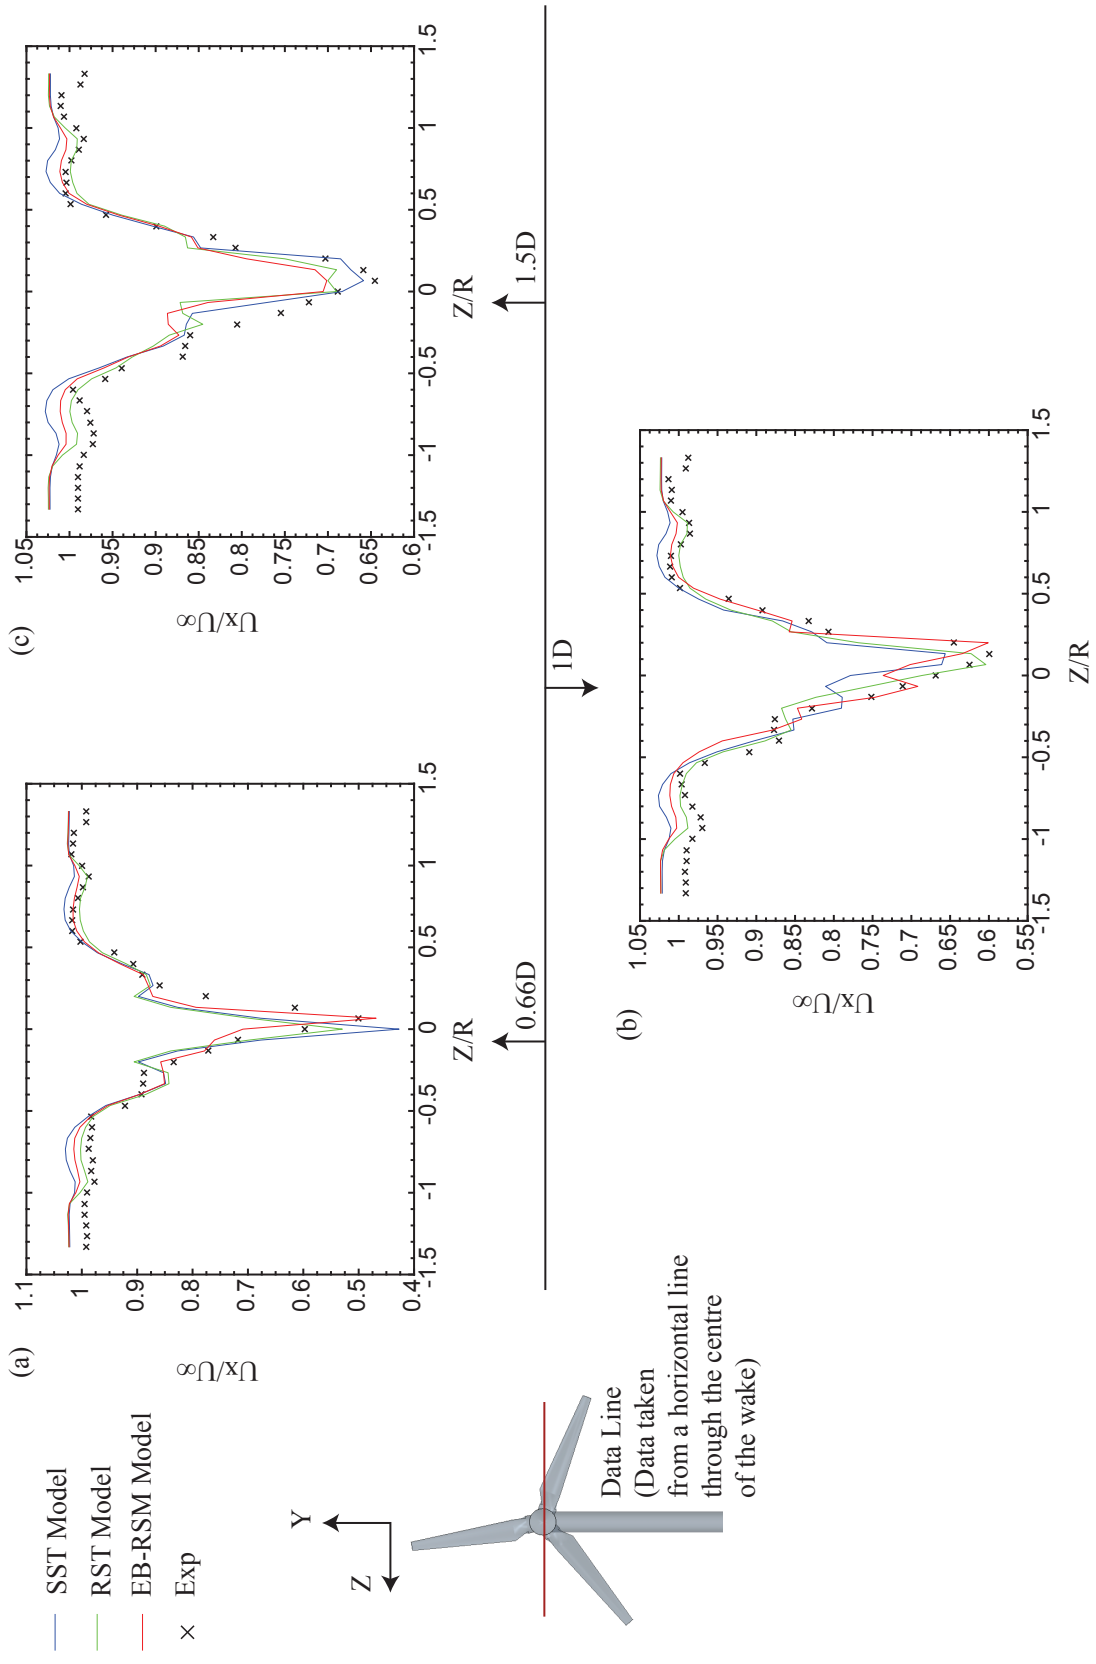 SST Model
RST Model
EB-RSM Model
Exp
Y
Z
Data Line
(Data taken
from a horizontal line
through the centre
of the wake)
(a)
Ux/U∞
1.1
1
0.9
0.8
0.7
0.6
0.5
0.4
-1.5
-1
-0.5
0
0.5
1
1.5
Z/R
0.66D
(b)
Ux/U∞
1.05
1
0.95
0.9
0.85
0.8
0.75
0.7
0.65
0.6
0.55
-1.5
-1
-0.5
0
0.5
1
1.5
Z/R
1D
(c)
Ux/U∞
1.05
1
0.95
0.9
0.85
0.8
0.75
0.7
0.65
0.6
-1.5
-1
-0.5
0
0.5
1
1.5
Z/R
1.5D